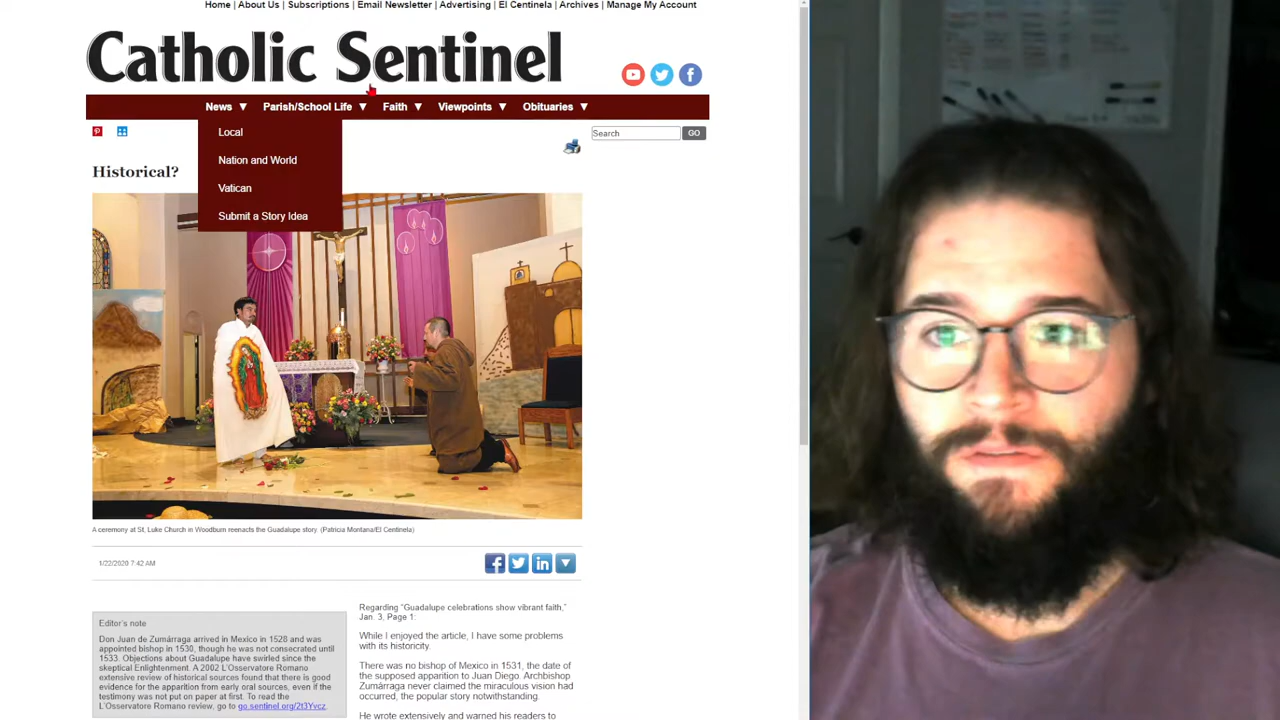 Home | About Us | Subscriptions | Email Newsletter | Advertising | El Centinela | Archives | Manage My Account
Catholic Sentinel
News ▼ Parish/School Life ▼ Faith ▼ Viewpoints ▼ Obituaries ▼
Local
Nation and World
Vatican
Submit a Story Idea
Search GO
Historical?
A ceremony at St. Luke Church in Woodburn reenacts the Guadalupe story. (Patricia Montana/El Centinela)
1/22/2020 7:42 AM
Editor's note
Don Juan de Zumárraga arrived in Mexico in 1528 and was
appointed bishop in 1530, though he was not consecrated until
1533. Objections about Guadalupe have swirled since the
skeptical Enlightenment. A 2002 L'Osservatore Romano
extensive review of historical sources found that there is good
evidence for the apparition from early oral sources, even if the
testimony was not put on paper at first. To read the
L'Osservatore Romano review, go to go.sentinel.org/2t3Yvcz.
Regarding “Guadalupe celebrations show vibrant faith,”
Jan. 3, Page 1:
While I enjoyed the article, I have some problems
with its historicity.
There was no bishop of Mexico in 1531, the date of
the supposed apparition to Juan Diego. Archbishop
Zumárraga never claimed the miraculous vision had
occurred, the popular story notwithstanding.
He wrote extensively and warned his readers to